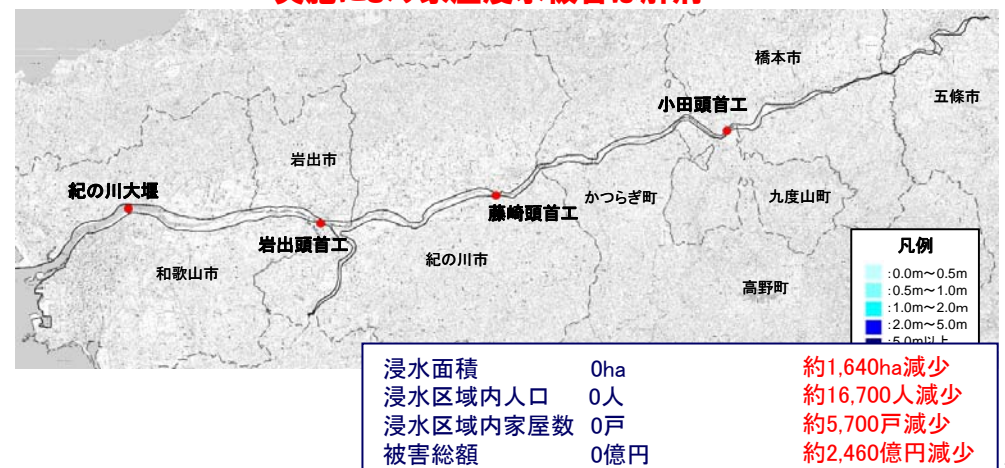 橋本市
五條市
小田頭首工
岩出市
紀の川大堰
かつらぎ町
九度山町
藤崎頭首工
岩出頭首工
紀の川市
和歌山市
高野町
凡例
:0.0m～0.5m
:0.5m～1.0m
:1.0m～2.0m
:2.0m～5.0m
:5.0m以上
浸水面積 0ha 約1,640ha減少
浸水区域内人口 0人 約16,700人減少
浸水区域内家屋数 0戸 約5,700戸減少
被害総額 0億円 約2,460億円減少